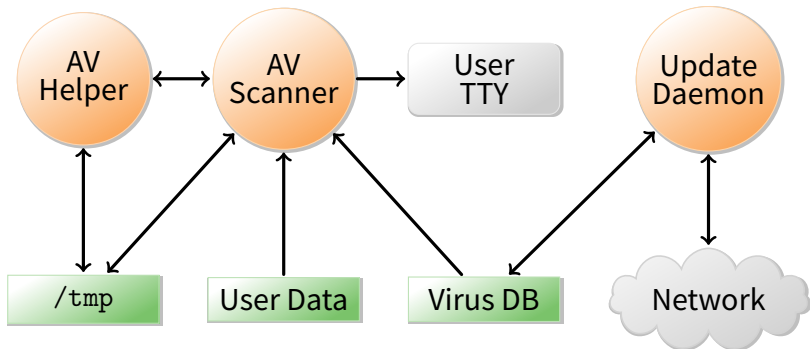 AV
Helper
AV
Scanner
User
TTY
Update
Daemon
/tmp
User Data
Virus DB
Network